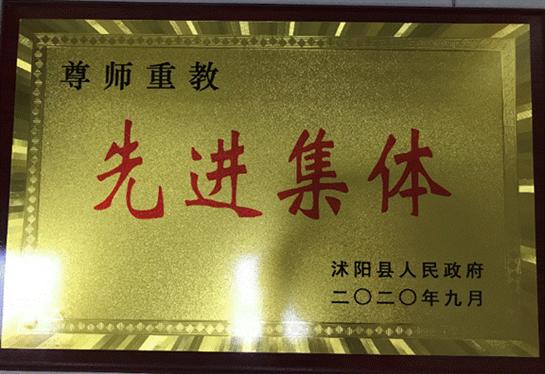 尊师重教
先进集体
沭阳县人民政府
二〇二〇年九月